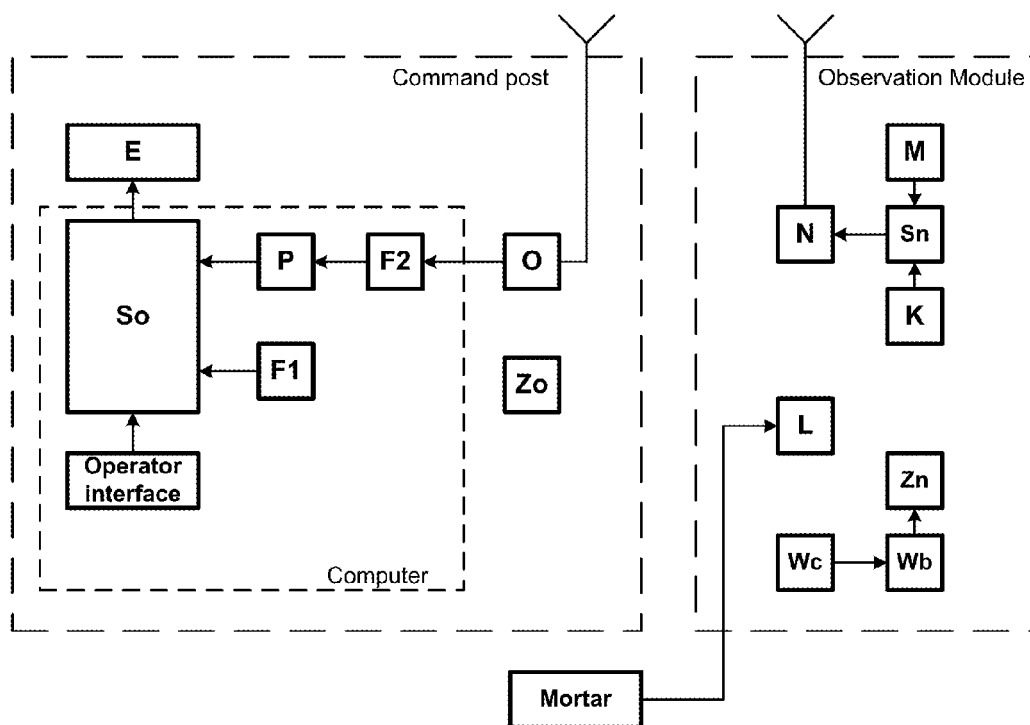 Command post
Observation Module
E
M
P
F2
O
N
Sn
So
K
F1
Zo
L
Operator
interface
Zn
Wc
Wb
Computer
Mortar